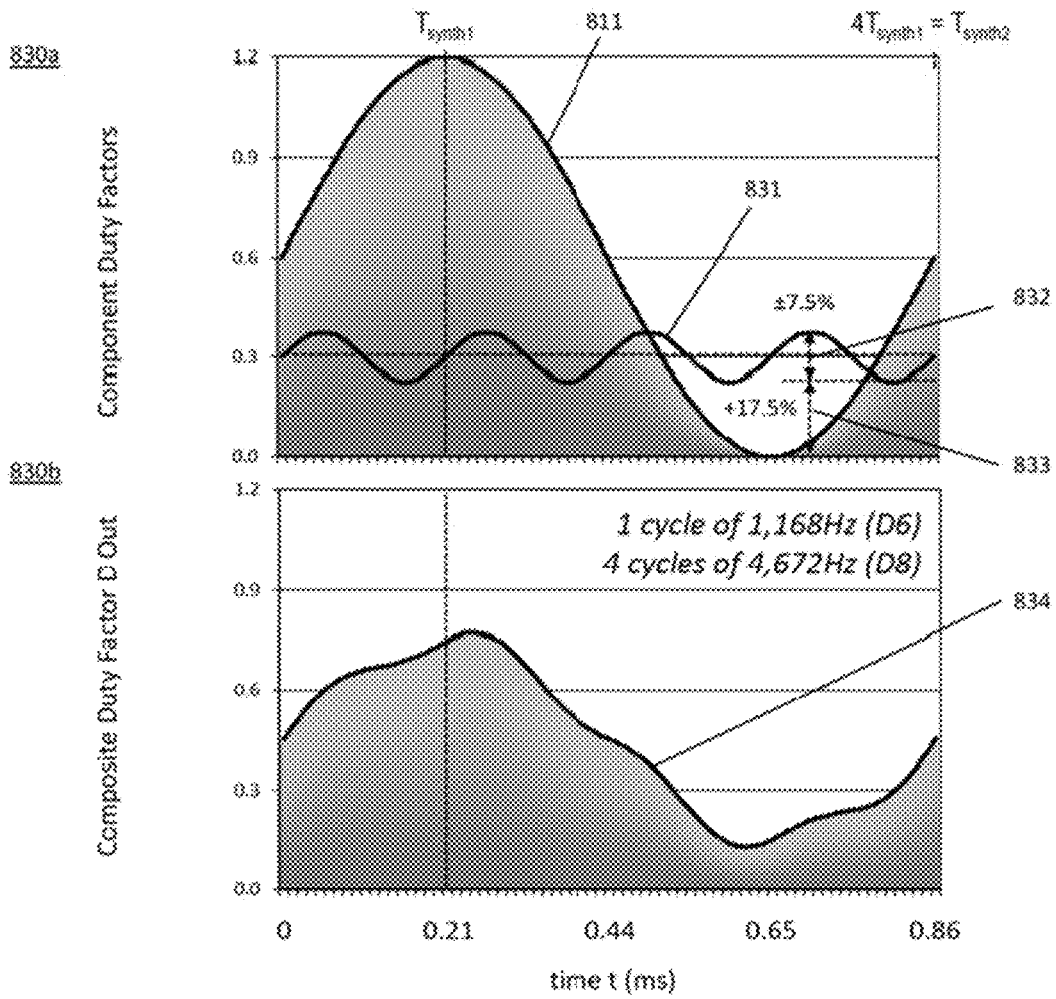 T_synth1
811
4T_synth1 = T_synth2
830a
1.2
0.9
0.6
0.3
0.0
Component Duty Factors
831
±7.5%
832
+17.5%
833
830b
1.2
0.9
0.6
0.3
0.0
Composite Duty Factor D Out
1 cycle of 1,168Hz (D6)
4 cycles of 4,672Hz (D8)
834
0 0.21 0.44 0.65 0.86
time t (ms)